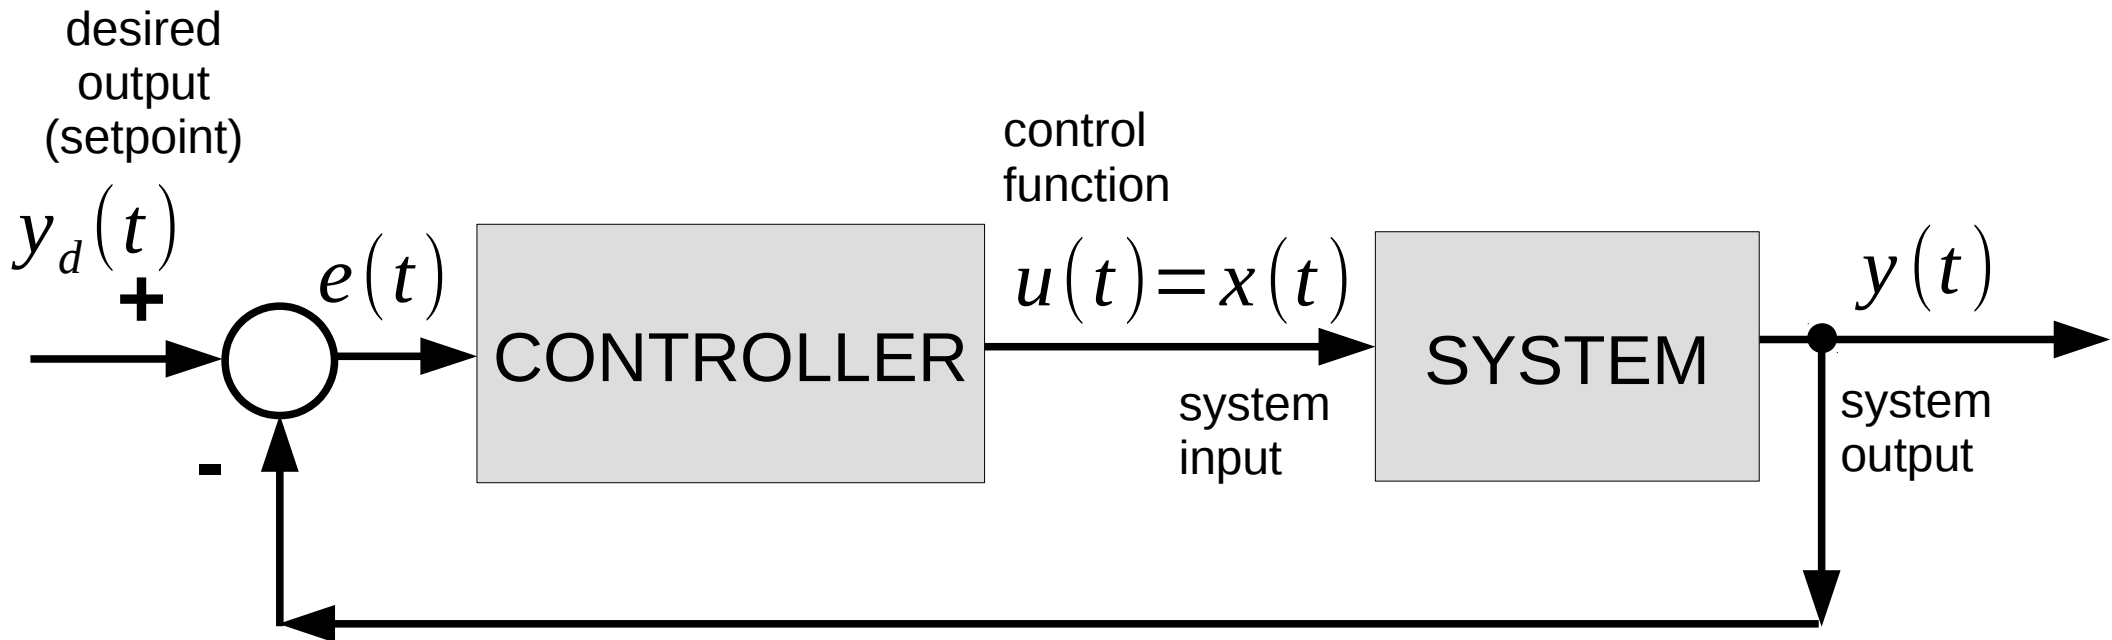 desired
output
(setpoint)
y_d(t)
+
-
e(t)
CONTROLLER
control
function
u(t)=x(t)
system
input
SYSTEM
y(t)
system
output